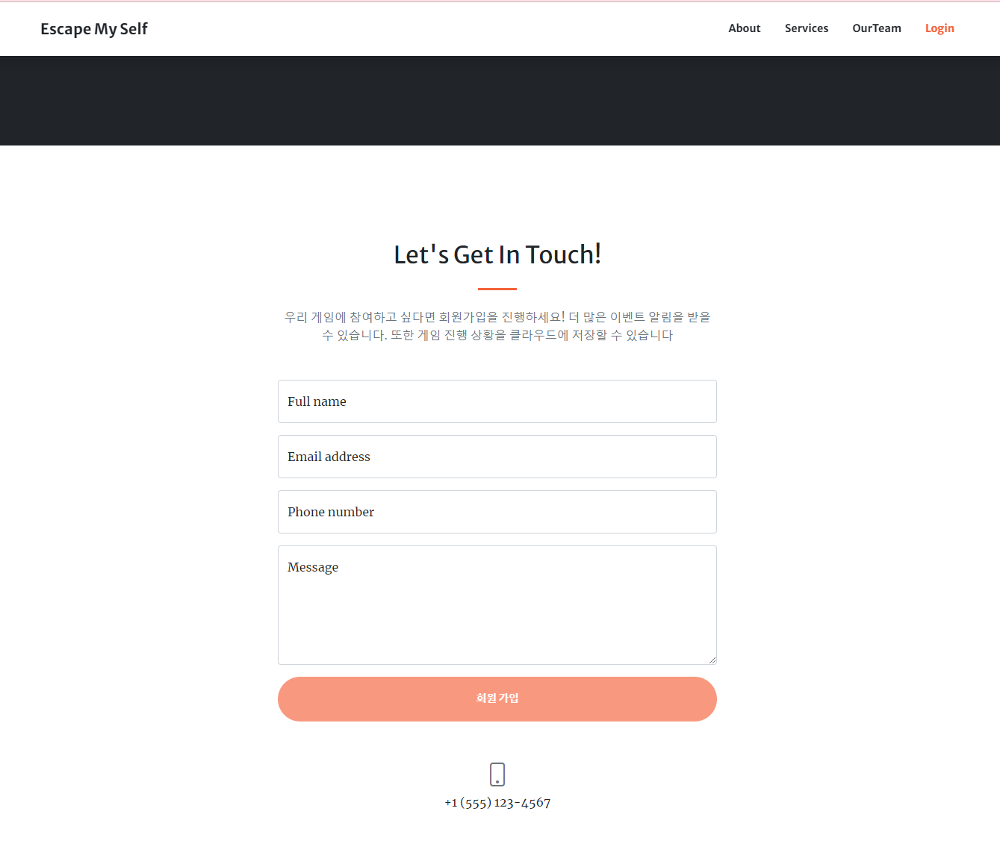 Escape My Self
About
Services
OurTeam
Login
Let's Get In Touch!
우리 게임에 참여하고 싶다면 회원가입을 진행하세요! 더 많은 이벤트 알림을 받을
수 있습니다. 또한 게임 진행 상황을 클라우드에 저장할 수 있습니다
Full name
Email address
Phone number
Message
회원 가입
+1 (555) 123-4567